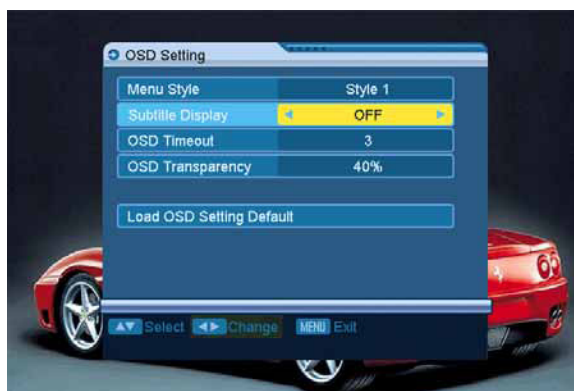 OSD Setting
Menu Style Style 1
Subtitle Display OFF
OSD Timeout 3
OSD Transparency 40%
Load OSD Setting Default
Select Change MENU Exit